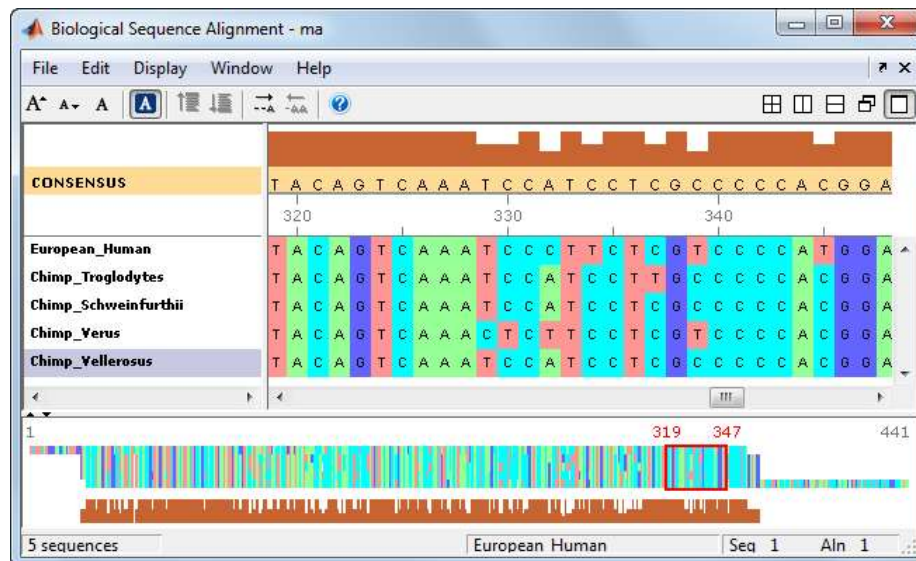 Biological Sequence Alignment - ma
File Edit Display Window Help
CONSENSUS T A C A G T C A A A T C C A T C C T C G C C C C C A C G G A
320 330 340
European_Human T A C A G T C A A A T C C C T T C T C G T C C C C A T G G A
Chimp_Troglodytes T A C A G T C A A A T C C A T C C T T G C C C C C A C G G A
Chimp_Schweinfurthii T A C A G T C A A A T C C A T C C T C G C C C C C A C G G A
Chimp_Verus T A C A G T C A A A C T C T T C C T C G T C C C C A C G G A
Chimp_Vellerosus T A C A G T C A A A T C C A T C C T C G C C C C C A C G G A
1 319 347 441
5 sequences European Human Seq 1 Aln 1